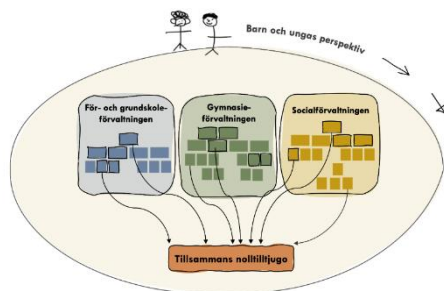 Barn och ungas perspektiv
För- och grundskole-
förvaltningen
Gymnasie-
förvaltningen
Socialförvaltningen
Tillsammans nolltilltjugo